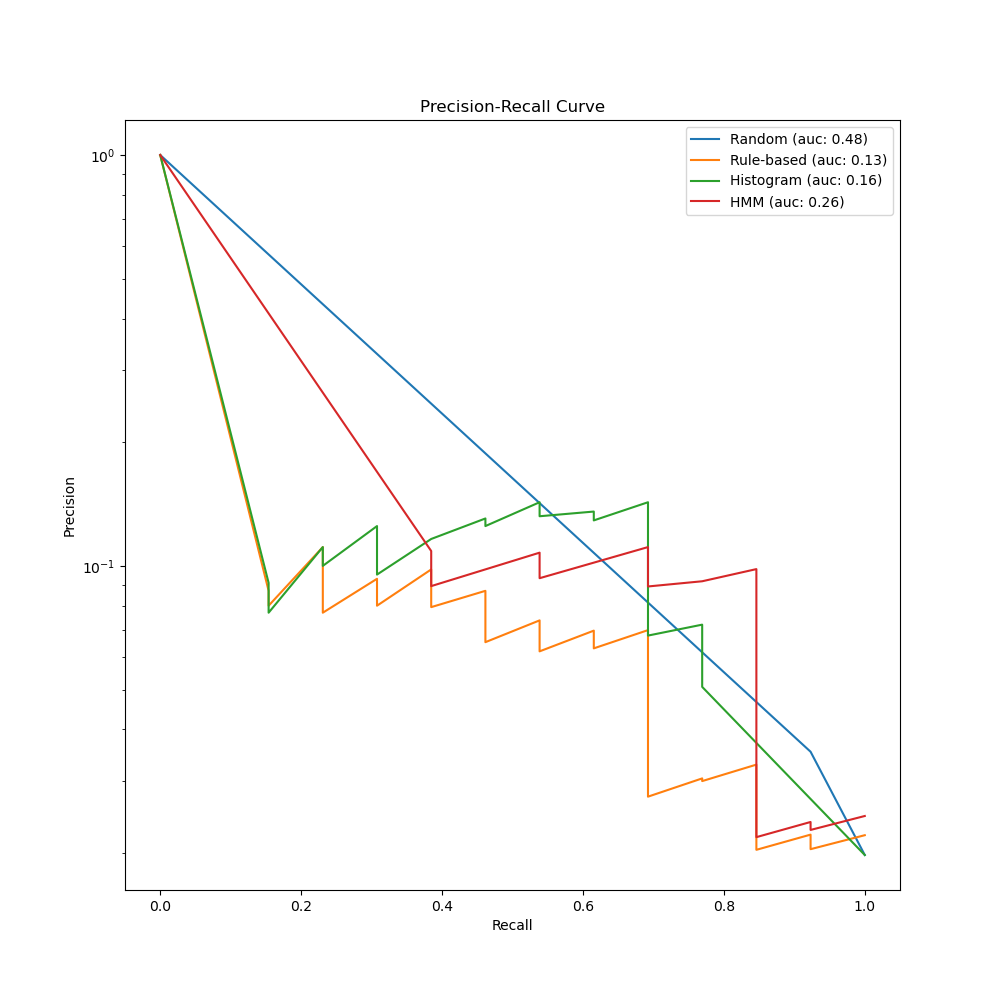 Precision-Recall Curve
Random (auc: 0.48)
Rule-based (auc: 0.13)
Histogram (auc: 0.16)
HMM (auc: 0.26)
10⁰
10⁻¹
Precision
0.0 0.2 0.4 0.6 0.8 1.0
Recall